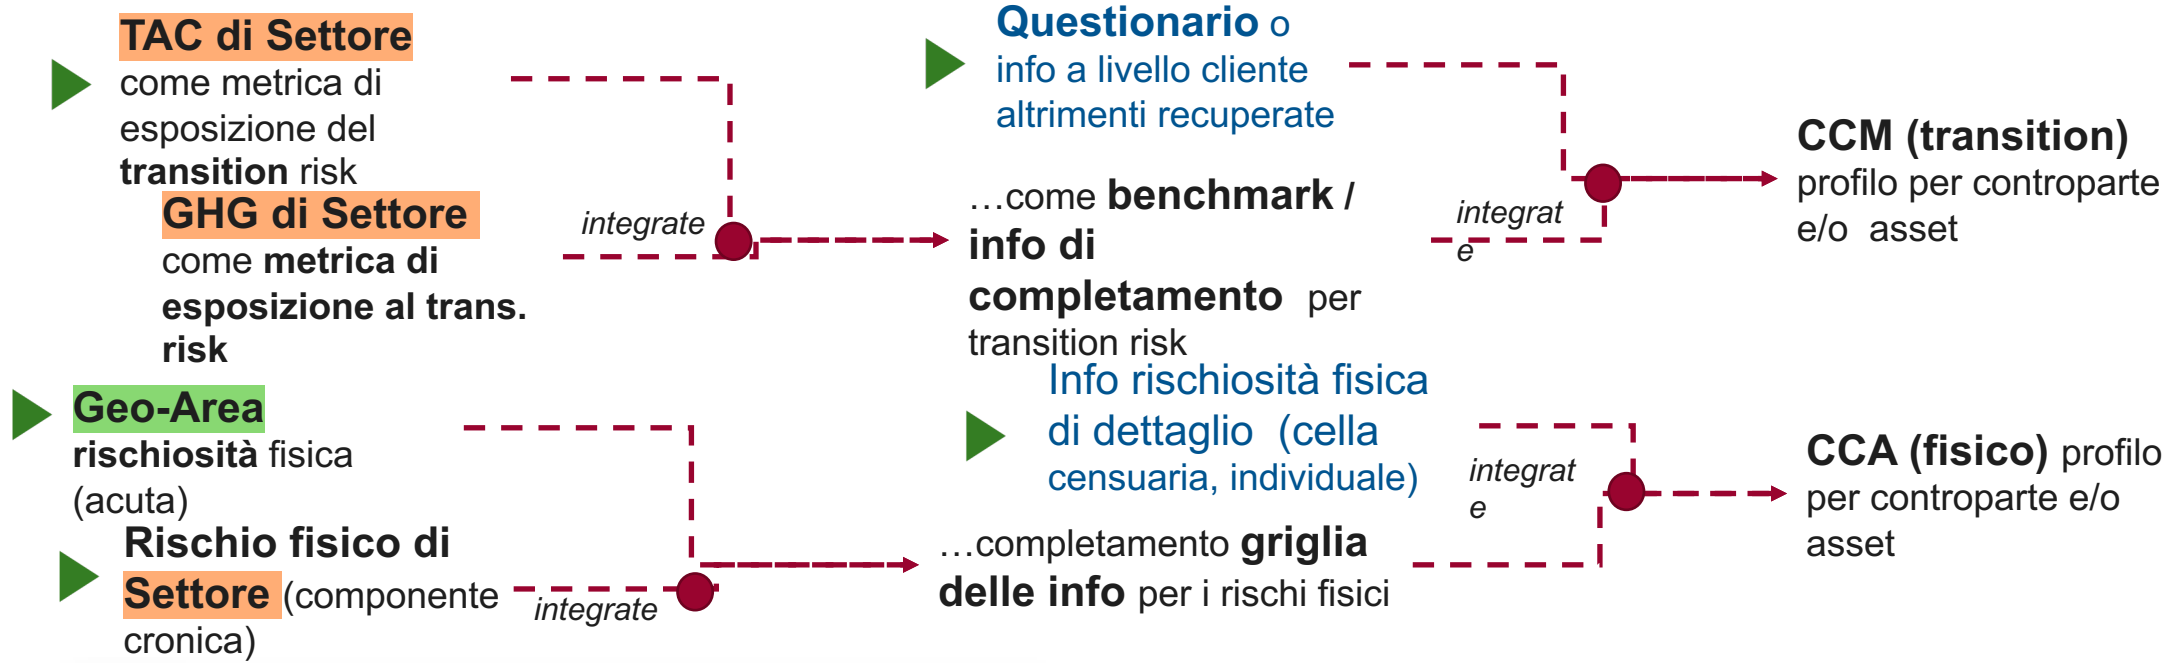 TAC di Settore
come metrica di
esposizione del
transition risk
GHG di Settore
come metrica di
esposizione al trans.
risk
integrate
Questionario o
info a livello cliente
altrimenti recuperate
…come benchmark /
info di
completamento per
transition risk
integrat
e
CCM (transition)
profilo per controparte
e/o asset
Geo-Area
rischiosità fisica
(acuta)
Rischio fisico di
Settore (componente
cronica)
integrate
Info rischiosità fisica
di dettaglio (cella
censuaria, individuale)
…completamento griglia
delle info per i rischi fisici
integrat
e
CCA (fisico) profilo
per controparte e/o
asset